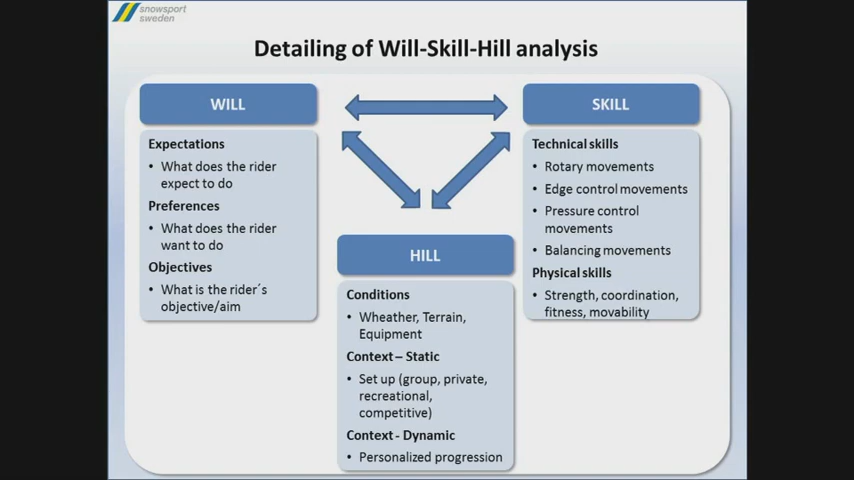 snowsport
sweden
Detailing of Will-Skill-Hill analysis
WILL
Expectations
• What does the rider
expect to do
Preferences
• What does the rider
want to do
Objectives
• What is the rider´s
objective/aim
SKILL
Technical skills
• Rotary movements
• Edge control movements
• Pressure control
movements
• Balancing movements
Physical skills
• Strength, coordination,
fitness, movability
HILL
Conditions
• Wheather, Terrain,
Equipment
Context – Static
• Set up (group, private,
recreational,
competitive)
Context - Dynamic
• Personalized progression